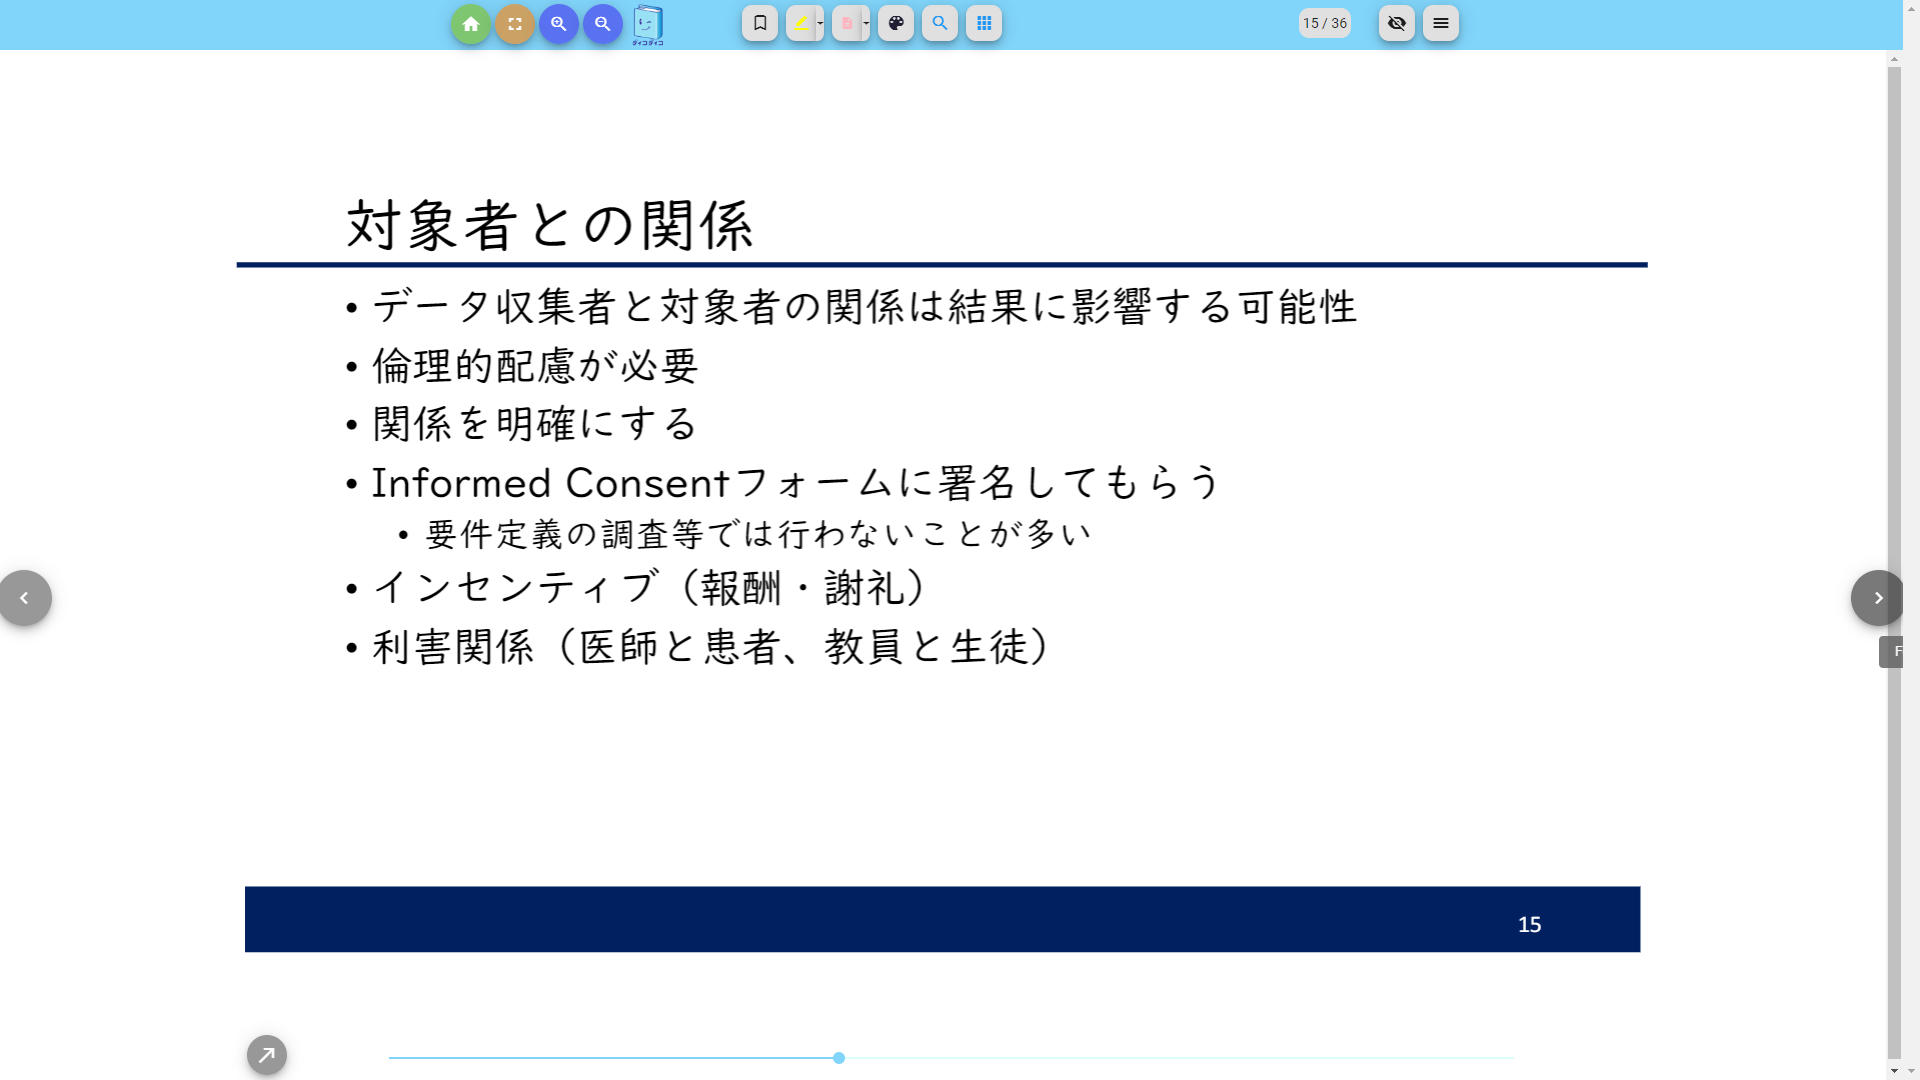 ダイコダイコ
15 / 36
対象者との関係
• データ収集者と対象者の関係は結果に影響する可能性
• 倫理的配慮が必要
• 関係を明確にする
• Informed Consentフォームに署名してもらう
• 要件定義の調査等では行わないことが多い
• インセンティブ（報酬・謝礼）
• 利害関係（医師と患者、教員と生徒）
F
15